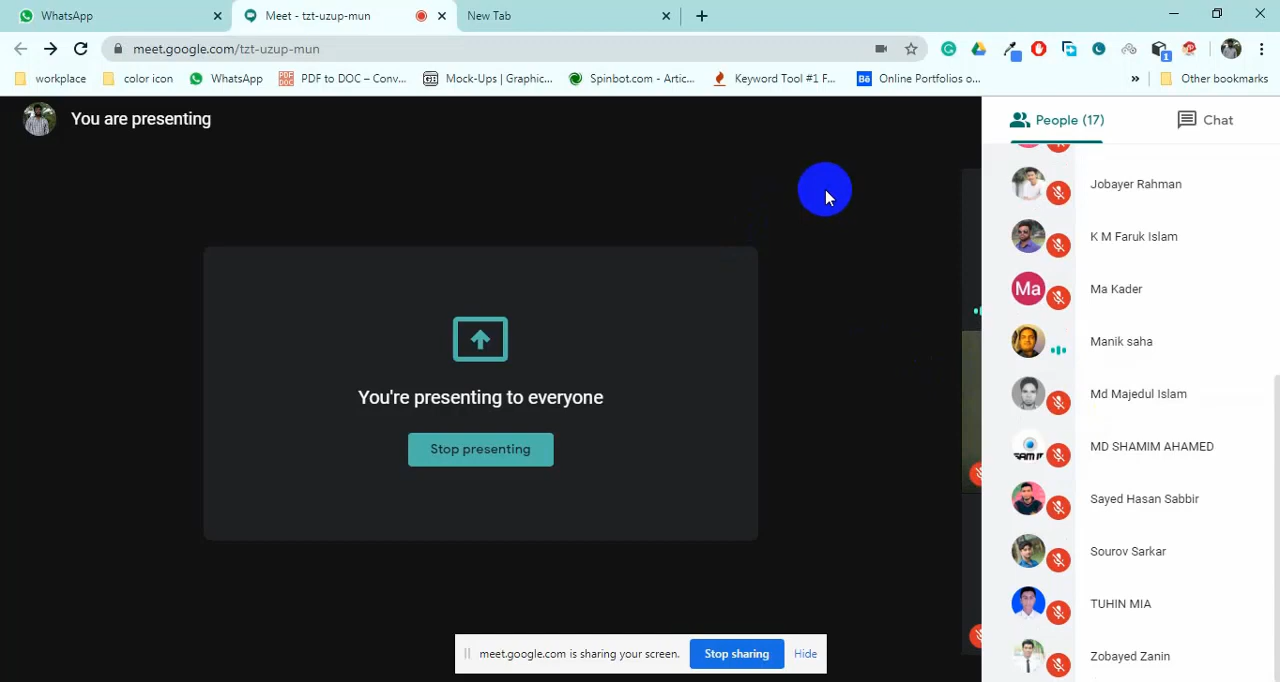 WhatsApp
Meet - tzt-uzup-mun
New Tab
meet.google.com/tzt-uzup-mun
1
workplace
color icon
WhatsApp
PDF to DOC – Conv...
Mock-Ups | Graphic...
Spinbot.com - Artic...
Keyword Tool #1 F...
Bē
Online Portfolios o...
»
Other bookmarks
You are presenting
People (17)
Chat
Jobayer Rahman
K M Faruk Islam
Ma
Ma Kader
Manik saha
Md Majedul Islam
MD SHAMIM AHAMED
Sayed Hasan Sabbir
Sourov Sarkar
TUHIN MIA
Zobayed Zanin
You're presenting to everyone
Stop presenting
meet.google.com is sharing your screen.
Stop sharing
Hide